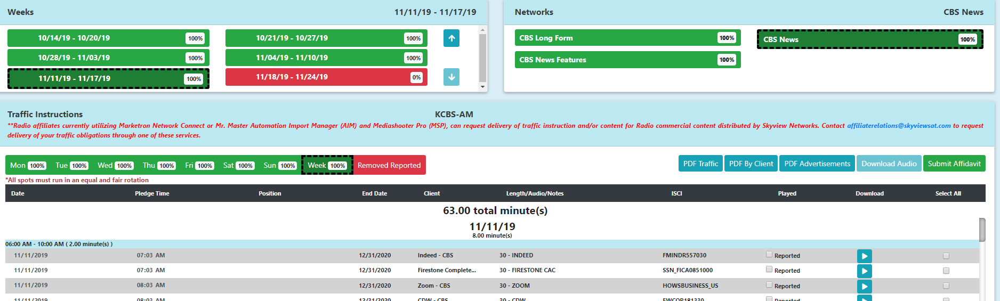 Weeks 11/11/19 - 11/17/19
Networks CBS News
10/14/19 - 10/20/19 100% 10/21/19 - 10/27/19 100%
10/28/19 - 11/03/19 100% 11/04/19 - 11/10/19 100%
11/11/19 - 11/17/19 100% 11/18/19 - 11/24/19 0%
CBS Long Form 100% CBS News 100%
CBS News Features 100%
Traffic Instructions KCBS-AM
**Radio affiliates currently utilizing Marketron Network Connect or Mr. Master Automation Import Manager (AIM) and Mediashooter Pro (MSP), can request delivery of traffic instruction and/or content for Radio commercial content distributed by Skyview Networks. Contact affiliaterelations@skyviewsat.com to request
delivery of your traffic obligations through one of these services.
Mon 100% Tue 100% Wed 100% Thu 100% Fri 100% Sat 100% Sun 100% Week 100% Removed Reported PDF Traffic PDF By Client PDF Advertisements Download Audio Submit Affidavit
*All spots must run in an equal and fair rotation
Date Pledge Time Position End Date Client Length/Audio/Notes ISCI Played Download Select All
63.00 total minute(s)
11/11/19
8.00 minute(s)
06:00 AM - 10:00 AM ( 2.00 minute(s) )
11/11/2019 07:03 AM 12/31/2020 Indeed - CBS 30 - INDEED FMINDR557030 Reported
11/11/2019 07:03 AM 12/31/2020 Firestone Complete... 30 - FIRESTONE CAC SSN_FICA0851000 Reported
11/11/2019 08:03 AM 12/31/2020 Zoom - CBS 30 - ZOOM HOWSBUSINESS_US Reported
11/11/2019 08:03 AM 12/31/2020 CDW - CBS 30 - CDW FWCOP181330 Reported